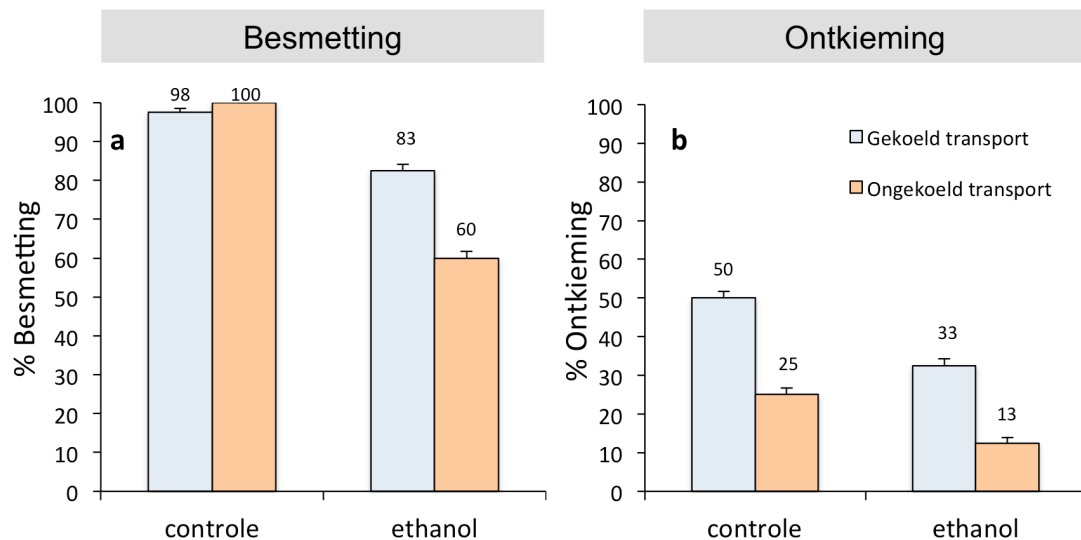 Besmetting
Ontkieming
a
% Besmetting
100
90
80
70
60
50
40
30
20
10
0
98
100
83
60
controle
ethanol
b
% Ontkieming
100
90
80
70
60
50
40
30
20
10
0
Gekoeld transport
Ongekoeld transport
50
25
33
13
controle
ethanol